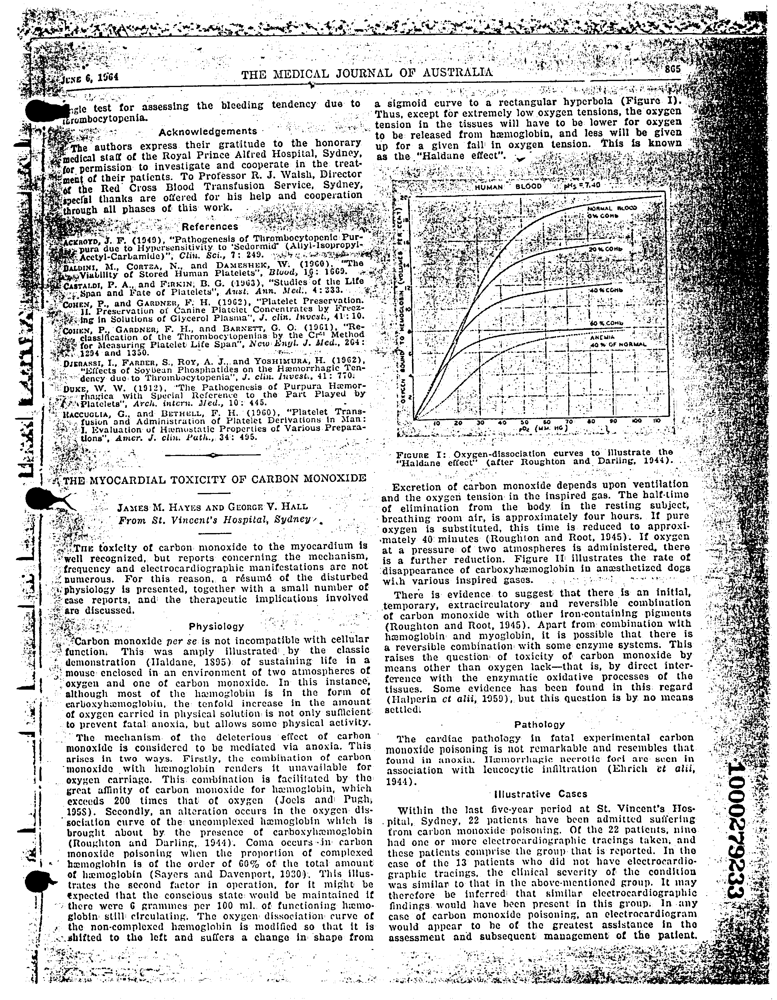 JUNE 6, 1964
THE MEDICAL JOURNAL OF AUSTRALIA
865
test for assessing the bleeding tendency due to
thrombocytopenia.
Acknowledgements
The authors express their gratitude to the honorary
medical staff of the Royal Prince Alfred Hospital, Sydney,
for permission to investigate and cooperate in the treat-
ment of their patients. To Professor R. J. Walsh, Director
of the Red Cross Blood Transfusion Service, Sydney,
special thanks are offered for his help and cooperation
through all phases of this work.
References
ACKROYD, J. F. (1949), "Pathogenesis of Thrombocytopenic Pur-
pura due to Hypersensitivity to 'Sedormid' (Allyl-Isopropyl-
Acetyl-Carbamide)", Clin. Sci., 7: 249.
BALDINI, M., COSTEA, N., and DAMESHEK, W. (1960), "The
Viability of Stored Human Platelets", Blood, 16: 1669.
CASTALDI, P. A., and FIRKIN, B. G. (1963), "Studies of the Life
Span and Fate of Platelets", Aust. Ann. Med., 4: 333.
COHEN, P., and GARDNER, F. H. (1962), "Platelet Preservation.
II. Preservation of Canine Platelet Concentrates by Freez-
ing in Solutions of Glycerol Plasma", J. clin. Invest., 41: 10.
COHEN, P., GARDNER, F. H., and BARNETT, G. O. (1961), "Re-
classification of the Thrombocytopenias by the Cr51 Method
for Measuring Platelet Life Span", New Engl. J. Med., 264:
1294 and 1350.
DJERASSI, I., FARBER, S., ROY, A. J., and YOSHIMURA, H. (1962),
"Effects of Soybean Phosphatides on the Hæmorrhagic Ten-
dency due to Thrombocytopenia", J. clin. Invest., 41: 770.
DUKE, W. W. (1912), "The Pathogenesis of Purpura Hæmor-
rhagica with Special Reference to the Part Played by
Platelets", Arch. intern. Med., 10: 445.
HACCUGLIA, G., and BETHELL, F. H. (1960), "Platelet Trans-
fusion and Administration of Platelet Derivations in Man:
I. Evaluation of Hæmostatic Properties of Various Prepara-
tions", Amer. J. clin. Path., 34: 495.
THE MYOCARDIAL TOXICITY OF CARBON MONOXIDE
JAMES M. HAYES AND GEORGE V. HALL
From St. Vincent's Hospital, Sydney.
THE toxicity of carbon monoxide to the myocardium is
well recognized, but reports concerning the mechanism,
frequency and electrocardiographic manifestations are not
numerous. For this reason, a résumé of the disturbed
physiology is presented, together with a small number of
case reports, and the therapeutic implications involved
are discussed.
Physiology
Carbon monoxide per se is not incompatible with cellular
function. This was amply illustrated by the classic
demonstration (Haldane, 1895) of sustaining life in a
mouse enclosed in an environment of two atmospheres of
oxygen and one of carbon monoxide. In this instance,
although most of the hæmoglobin is in the form of
carboxyhæmoglobin, the tenfold increase in the amount
of oxygen carried in physical solution is not only sufficient
to prevent fatal anoxia, but allows some physical activity.
The mechanism of the deleterious effect of carbon
monoxide is considered to be mediated via anoxia. This
arises in two ways. Firstly, the combination of carbon
monoxide with hæmoglobin renders it unavailable for
oxygen carriage. This combination is facilitated by the
great affinity of carbon monoxide for hæmoglobin, which
exceeds 200 times that of oxygen (Joels and Pugh,
1958). Secondly, an alteration occurs in the oxygen dis-
sociation curve of the uncomplexed hæmoglobin which is
brought about by the presence of carboxyhæmoglobin
(Roughton and Darling, 1944). Coma occurs in carbon
monoxide poisoning when the proportion of complexed
hæmoglobin is of the order of 60% of the total amount
of hæmoglobin (Sayers and Davenport, 1930). This illus-
trates the second factor in operation, for it might be
expected that the conscious state would be maintained if
there were 6 grammes per 100 ml. of functioning hæmo-
globin still circulating. The oxygen dissociation curve of
the non-complexed hæmoglobin is modified so that it is
shifted to the left and suffers a change in shape from
a sigmoid curve to a rectangular hyperbola (Figure I).
Thus, except for extremely low oxygen tensions, the oxygen
tension in the tissues will have to be lower for oxygen
to be released from hæmoglobin, and less will be given
up for a given fall in oxygen tension. This is known
as the "Haldane effect".
HUMAN BLOOD pHs = 7.40
NORMAL BLOOD
0% COHb
20% COHb
40% COHb
60% COHb
ANEMIA
40% OF NORMAL
OXYGEN BOUND TO HEMOGLOBIN (VOLUMES PER CENT)
10 20 30 40 50 60 70 80 90 100 110
pO2 (MM HG)
FIGURE I: Oxygen-dissociation curves to illustrate the
"Haldane effect" (after Roughton and Darling, 1944).
Excretion of carbon monoxide depends upon ventilation
and the oxygen tension in the inspired gas. The half-time
of elimination from the body in the resting subject,
breathing room air, is approximately four hours. If pure
oxygen is substituted, this time is reduced to approxi-
mately 40 minutes (Roughton and Root, 1945). If oxygen
at a pressure of two atmospheres is administered, there
is a further reduction. Figure II illustrates the rate of
disappearance of carboxyhæmoglobin in anæsthetized dogs
with various inspired gases.
There is evidence to suggest that there is an initial,
temporary, extracirculatory and reversible combination
of carbon monoxide with other iron-containing pigments
(Roughton and Root, 1945). Apart from combination with
hæmoglobin and myoglobin, it is possible that there is
a reversible combination with some enzyme systems. This
raises the question of toxicity of carbon monoxide by
means other than oxygen lack—that is, by direct inter-
ference with the enzymatic oxidative processes of the
tissues. Some evidence has been found in this regard
(Halperin et alii, 1959), but this question is by no means
settled.
Pathology
The cardiac pathology in fatal experimental carbon
monoxide poisoning is not remarkable and resembles that
found in anoxia. Hæmorrhagic necrotic foci are seen in
association with leucocytic infiltration (Ehrich et alii,
1944).
Illustrative Cases
Within the last five-year period at St. Vincent's Hos-
pital, Sydney, 22 patients have been admitted suffering
from carbon monoxide poisoning. Of the 22 patients, nine
had one or more electrocardiographic tracings taken, and
these patients comprise the group that is reported. In the
case of the 13 patients who did not have electrocardio-
graphic tracings, the clinical severity of the condition
was similar to that in the above-mentioned group. It may
therefore be inferred that similar electrocardiographic
findings would have been present in this group. In any
case of carbon monoxide poisoning, an electrocardiogram
would appear to be of the greatest assistance in the
assessment and subsequent management of the patient.
1000279233